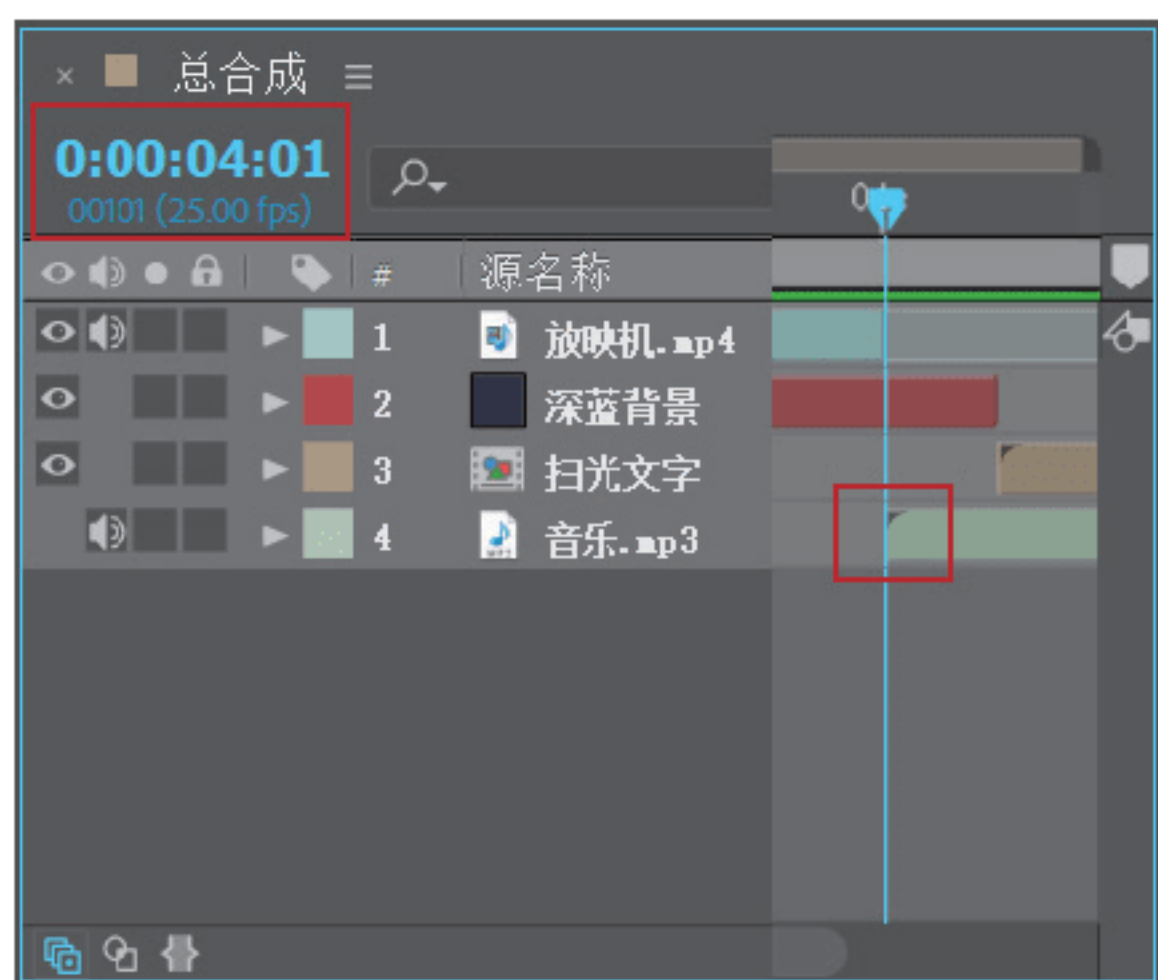 总合成
0:00:04:01
00101 (25.00 fps)
# 源名称
1 放映机.mp4
2 深蓝背景
3 扫光文字
4 音乐.mp3